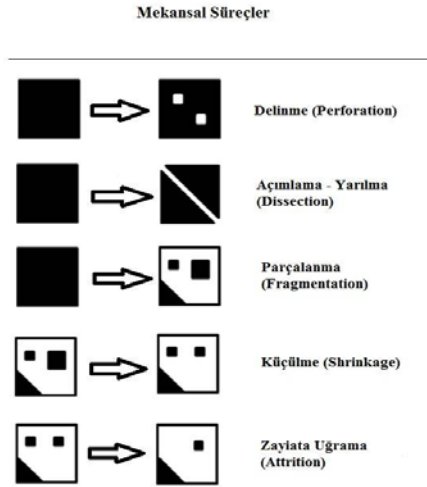 Mekansal Süreçler
Delinme (Perforation)
Açımlama - Yarılma
(Dissection)
Parçalanma
(Fragmentation)
Küçülme (Shrinkage)
Zayiata Uğrama
(Attrition)